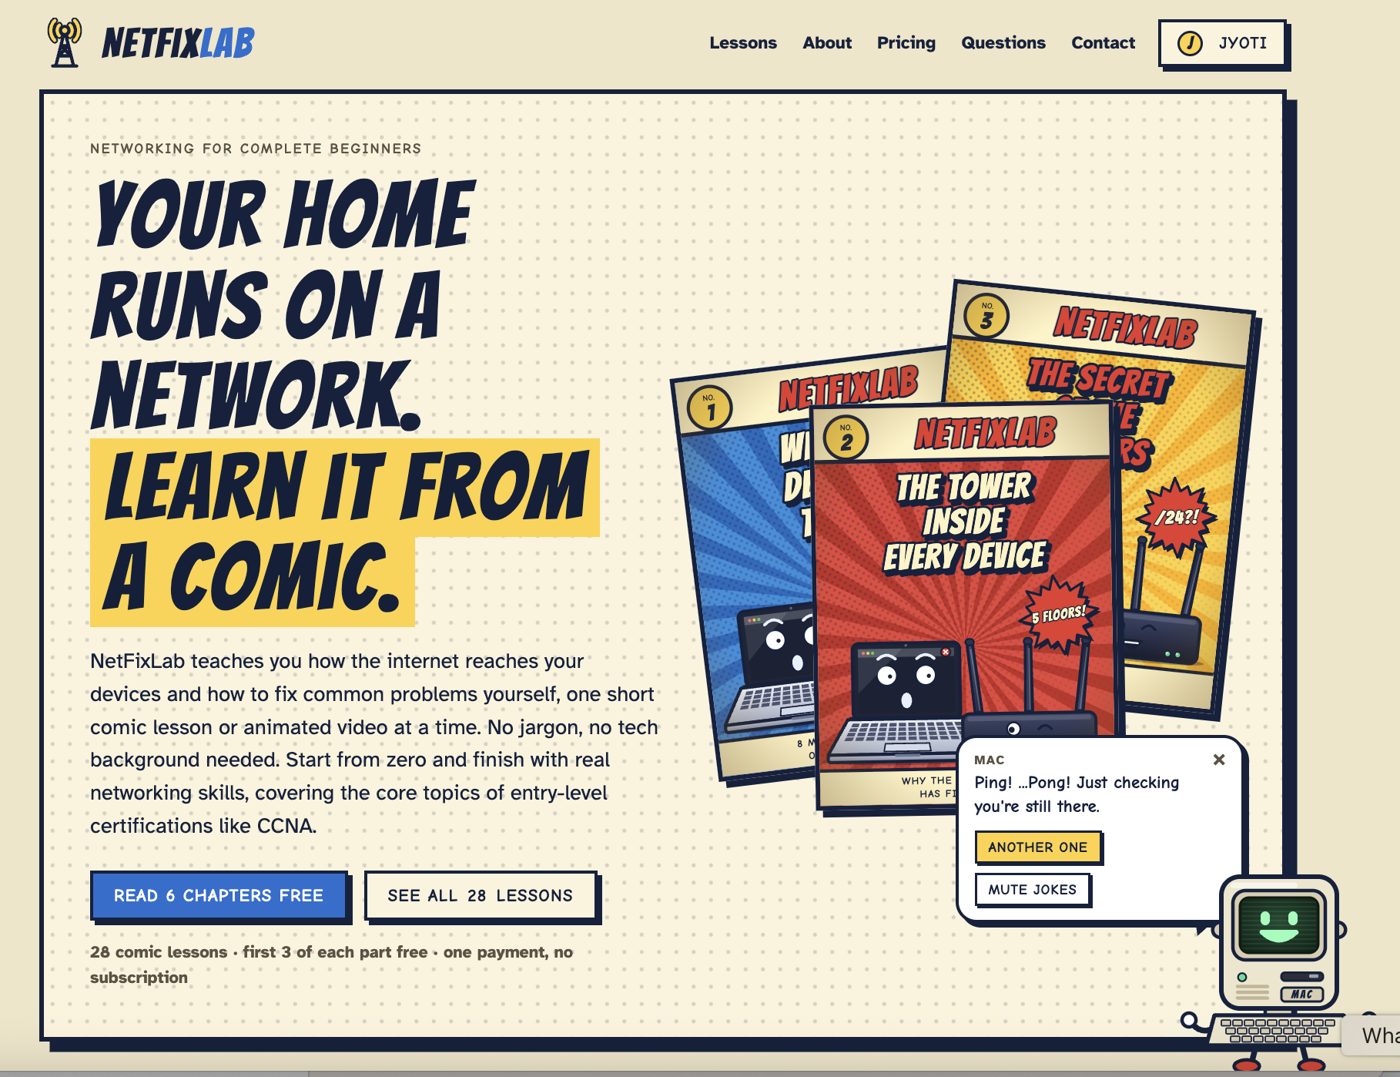 NETFIXLAB
Lessons About Pricing Questions Contact J JYOTI
NETWORKING FOR COMPLETE BEGINNERS
YOUR HOME
RUNS ON A
NETWORK.
LEARN IT FROM
A COMIC.
NetFixLab teaches you how the internet reaches your
devices and how to fix common problems yourself, one short
comic lesson or animated video at a time. No jargon, no tech
background needed. Start from zero and finish with real
networking skills, covering the core topics of entry-level
certifications like CCNA.
READ 6 CHAPTERS FREE
SEE ALL 28 LESSONS
28 comic lessons · first 3 of each part free · one payment, no
subscription
NO.
1
NETFIXLAB
NO.
2
NETFIXLAB
THE TOWER
INSIDE
EVERY DEVICE
5 FLOORS!
WHY THE
NO.
3
NETFIXLAB
THE SECRET
/24?!
MAC
Ping! ...Pong! Just checking
you're still there.
ANOTHER ONE
MUTE JOKES
MAC